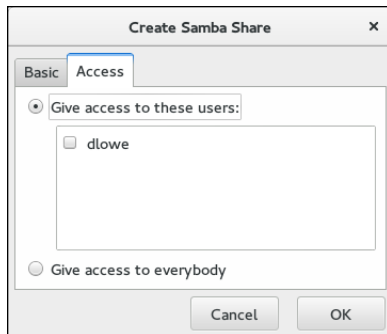 Create Samba Share
Basic Access
Give access to these users:
dlowe
Give access to everybody
Cancel OK